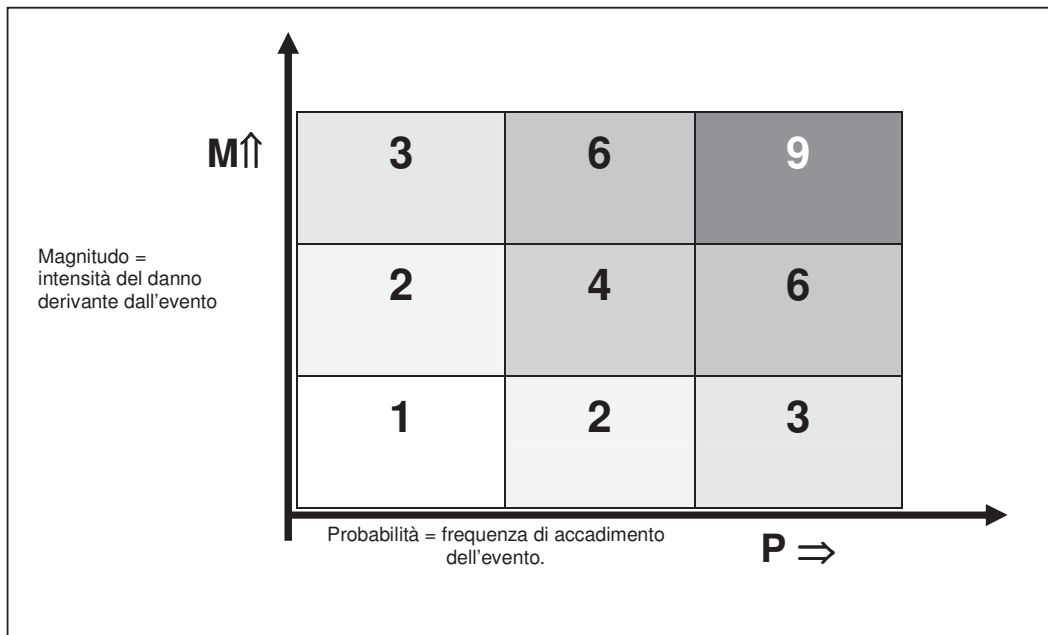 M⇑
3 6 9
Magnitudo =
intensità del danno
derivante dall'evento
2 4 6
1 2 3
Probabilità = frequenza di accadimento
dell'evento.
P ⇒